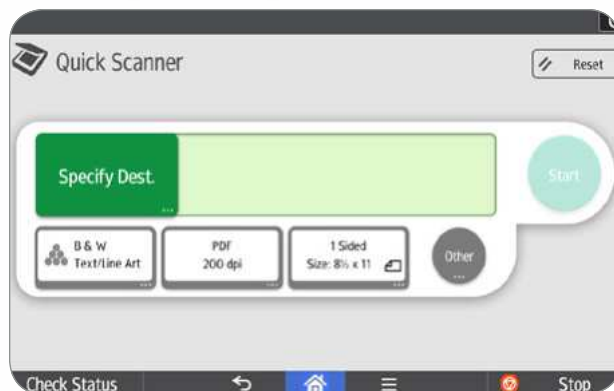 Quick Scanner
Reset
Specify Dest.
Start
B & W
Text/Line Art
PDF
200 dpi
1 Sided
Size: 8½ x 11
Other
Check Status
Stop